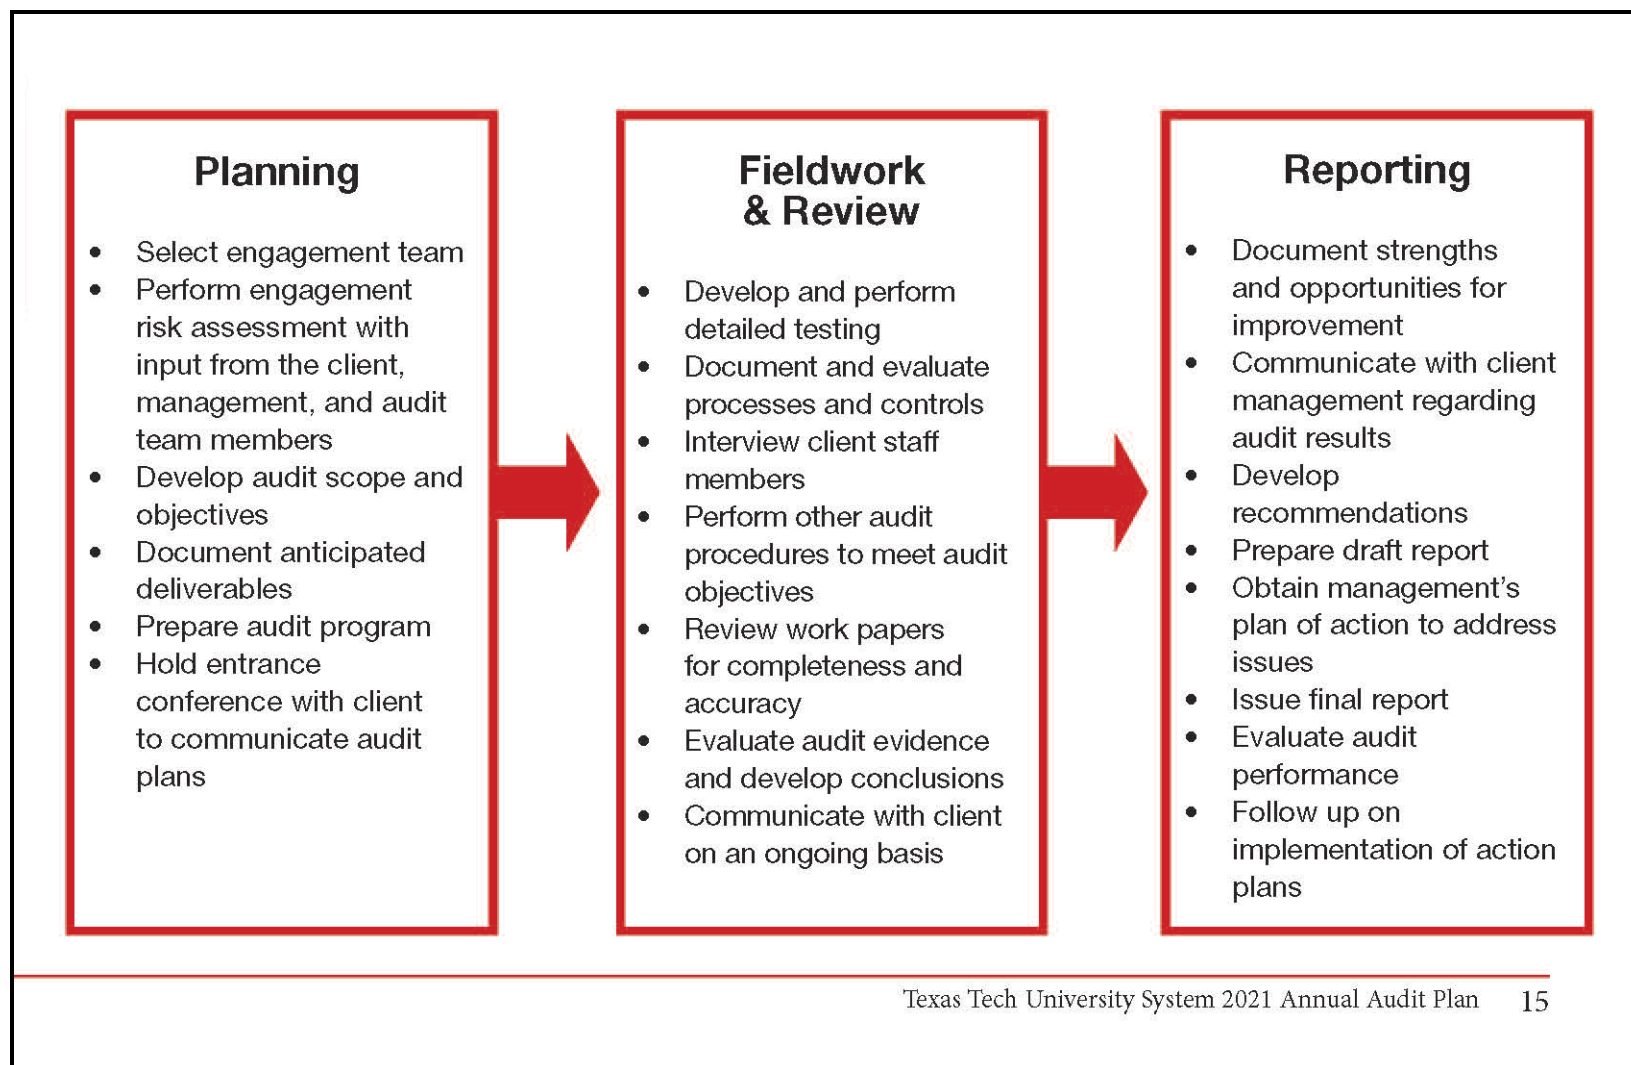 Planning
• Select engagement team
• Perform engagement
risk assessment with
input from the client,
management, and audit
team members
• Develop audit scope and
objectives
• Document anticipated
deliverables
• Prepare audit program
• Hold entrance
conference with client
to communicate audit
plans
Fieldwork
& Review
• Develop and perform
detailed testing
• Document and evaluate
processes and controls
• Interview client staff
members
• Perform other audit
procedures to meet audit
objectives
• Review work papers
for completeness and
accuracy
• Evaluate audit evidence
and develop conclusions
• Communicate with client
on an ongoing basis
Reporting
• Document strengths
and opportunities for
improvement
• Communicate with client
management regarding
audit results
• Develop
recommendations
• Prepare draft report
• Obtain management’s
plan of action to address
issues
• Issue final report
• Evaluate audit
performance
• Follow up on
implementation of action
plans
Texas Tech University System 2021 Annual Audit Plan 15